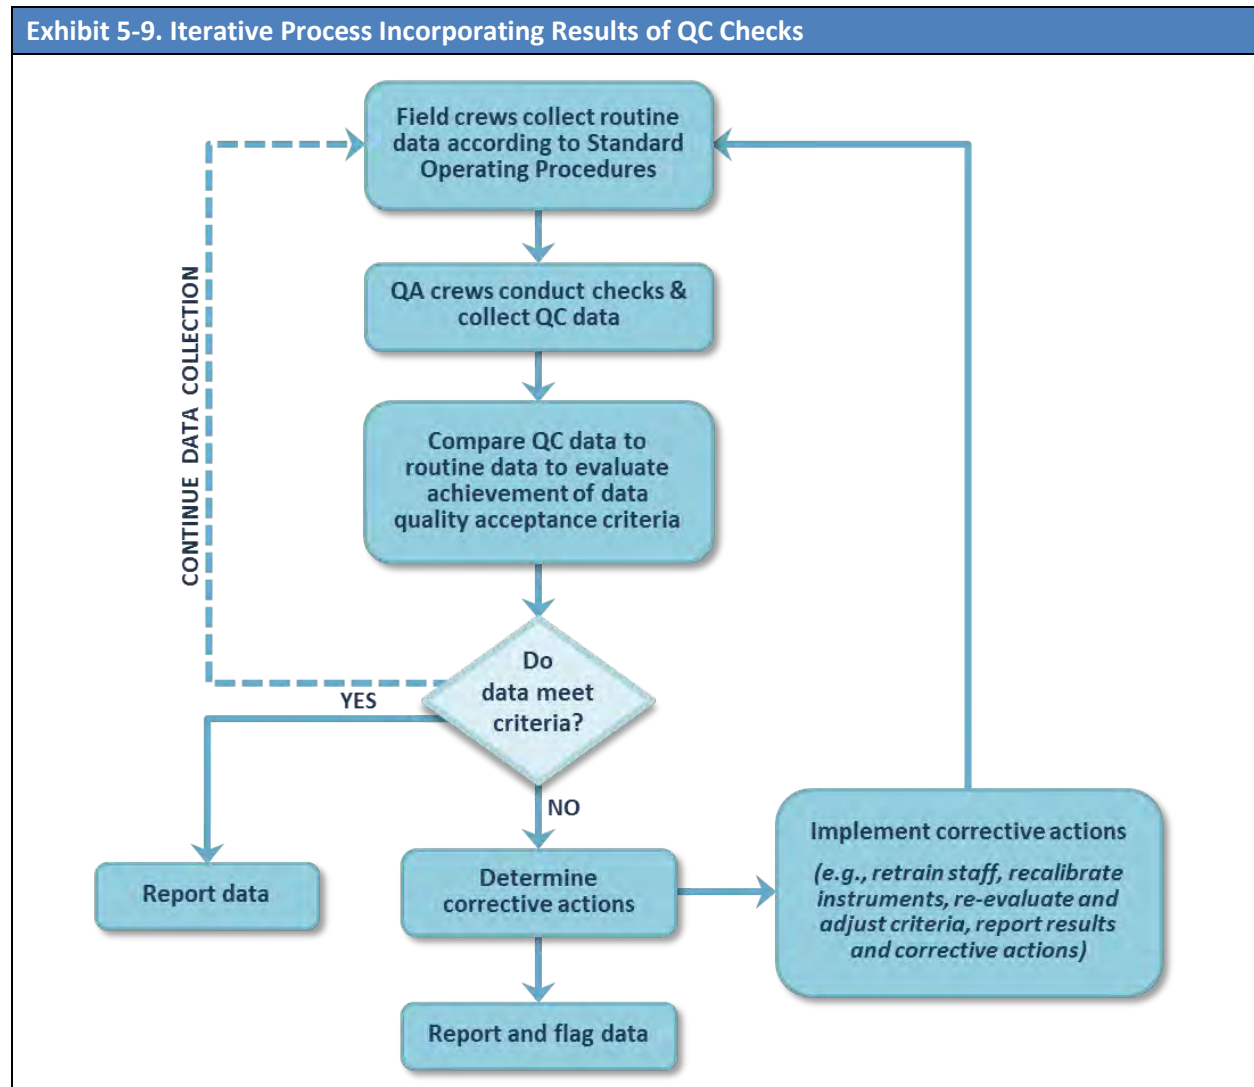 Exhibit 5-9. Iterative Process Incorporating Results of QC Checks
Field crews collect routine
data according to Standard
Operating Procedures
QA crews conduct checks &
collect QC data
CONTINUE DATA COLLECTION
Compare QC data to
routine data to evaluate
achievement of data
quality acceptance criteria
Do
data meet
criteria?
YES
NO
Report data
Determine
corrective actions
Implement corrective actions
(e.g., retrain staff, recalibrate
instruments, re-evaluate and
adjust criteria, report results
and corrective actions)
Report and flag data